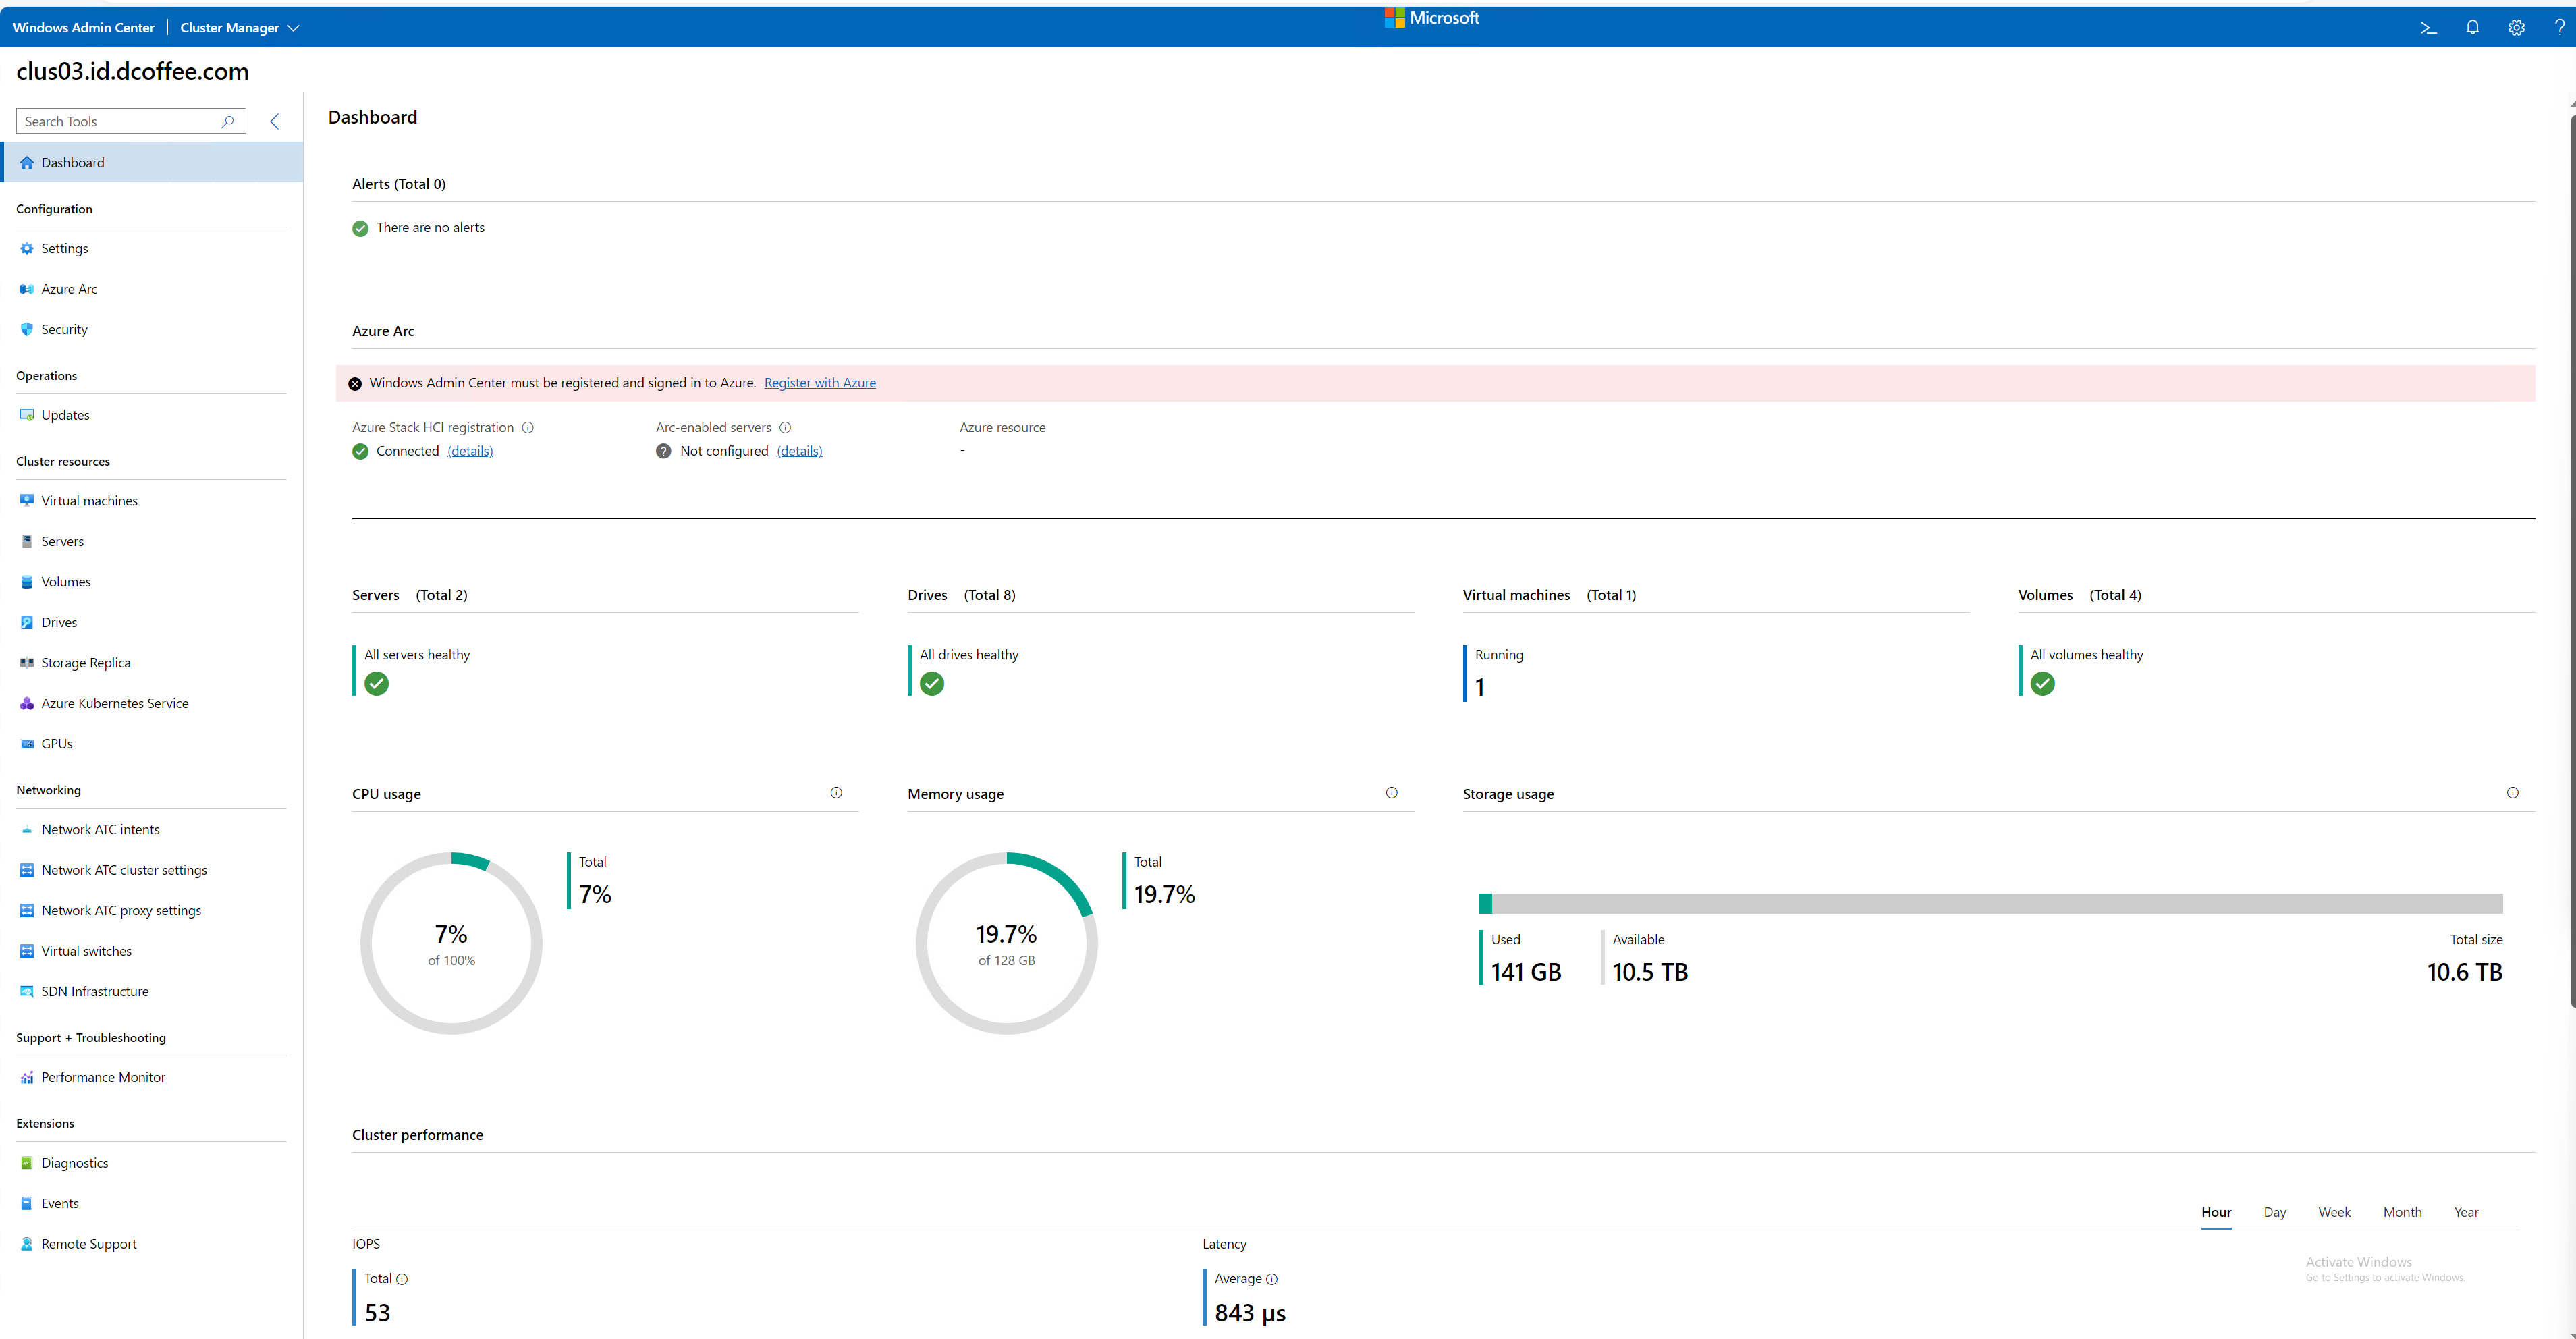 Windows Admin Center
Cluster Manager
Microsoft
clus03.id.dcoffee.com
Search Tools
Dashboard
Configuration
Settings
Azure Arc
Security
Operations
Updates
Cluster resources
Virtual machines
Servers
Volumes
Drives
Storage Replica
Azure Kubernetes Service
GPUs
Networking
Network ATC intents
Network ATC cluster settings
Network ATC proxy settings
Virtual switches
SDN Infrastructure
Support + Troubleshooting
Performance Monitor
Extensions
Diagnostics
Events
Remote Support
Dashboard
Alerts (Total 0)
There are no alerts
Azure Arc
Windows Admin Center must be registered and signed in to Azure. Register with Azure
Azure Stack HCI registration
Connected (details)
Arc-enabled servers
Not configured (details)
Azure resource
-
Servers (Total 2)
All servers healthy
Drives (Total 8)
All drives healthy
Virtual machines (Total 1)
Running
1
Volumes (Total 4)
All volumes healthy
CPU usage
7%
of 100%
Total
7%
Memory usage
19.7%
of 128 GB
Total
19.7%
Storage usage
Used
141 GB
Available
10.5 TB
Total size
10.6 TB
Cluster performance
Hour Day Week Month Year
IOPS
Total
53
Latency
Average
843 μs
Activate Windows
Go to Settings to activate Windows.